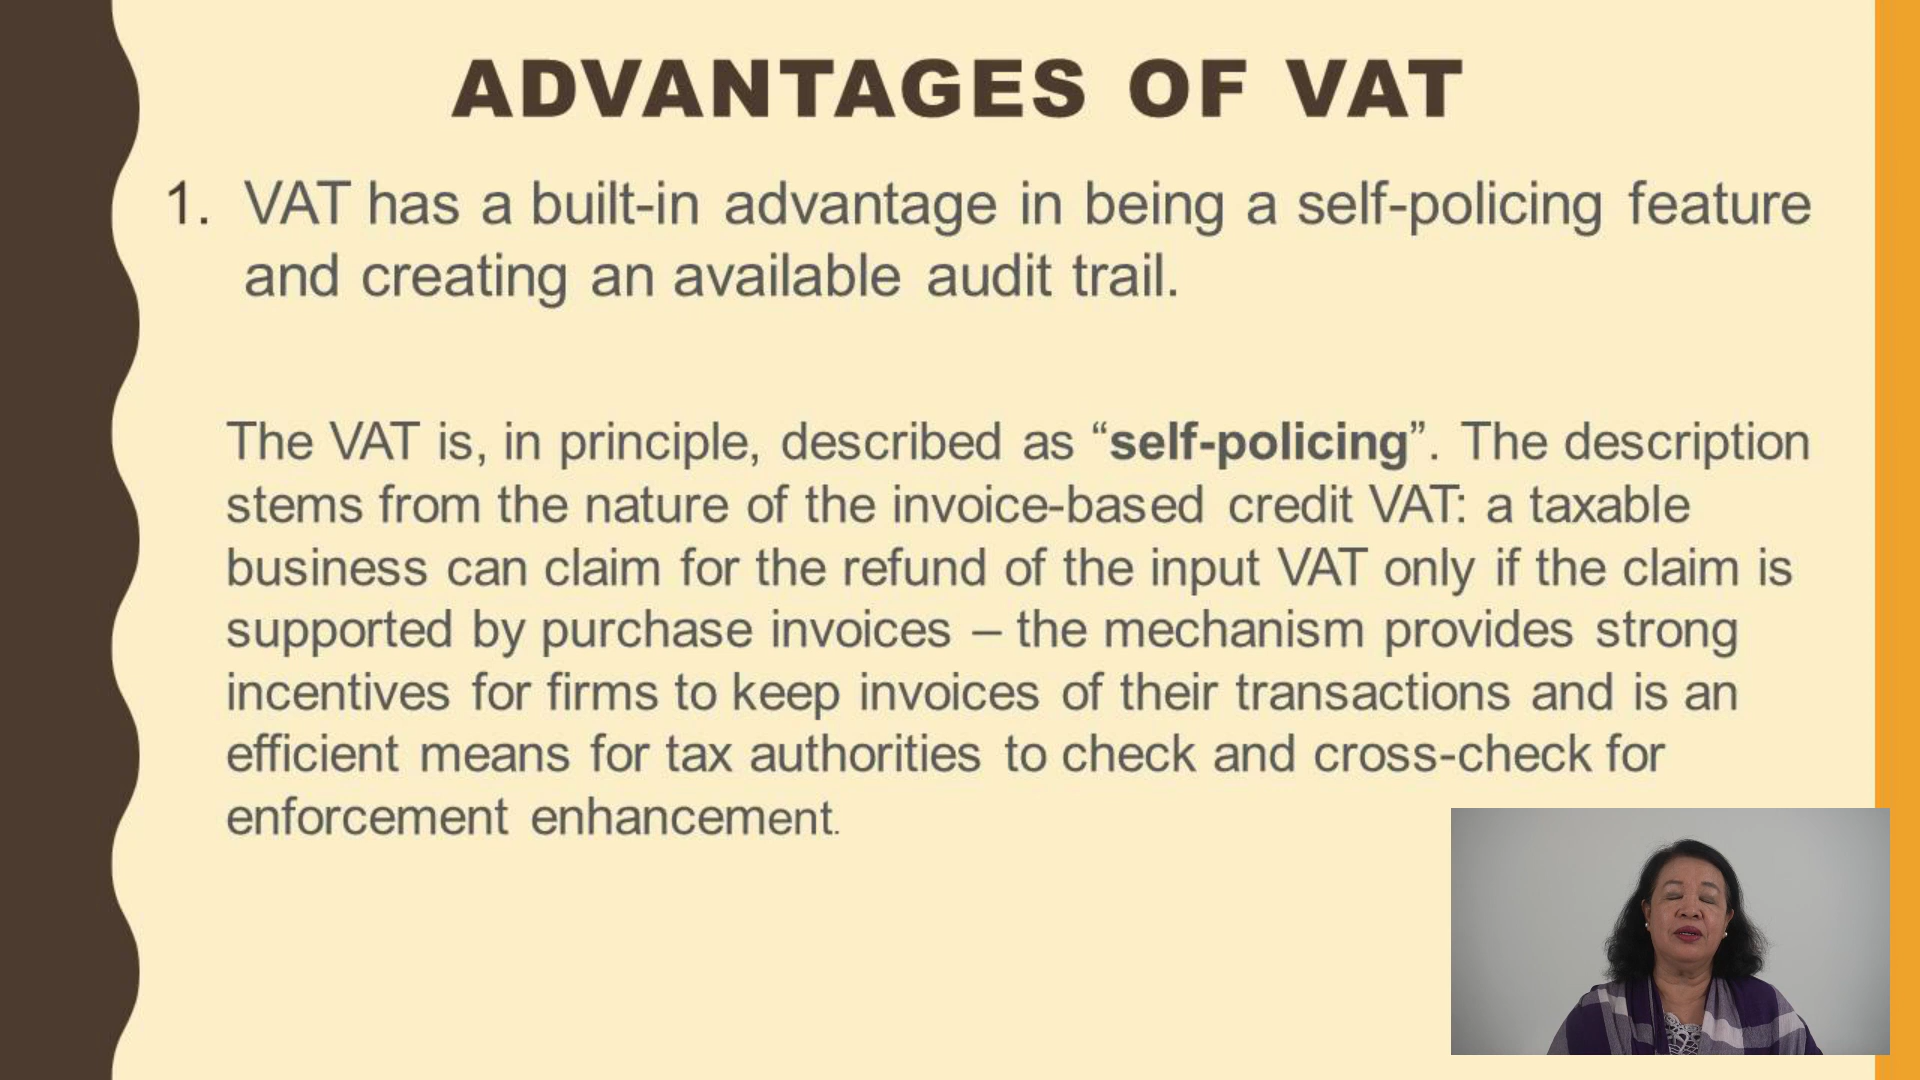 ADVANTAGES OF VAT
1. VAT has a built-in advantage in being a self-policing feature
and creating an available audit trail.
The VAT is, in principle, described as “self-policing”. The description
stems from the nature of the invoice-based credit VAT: a taxable
business can claim for the refund of the input VAT only if the claim is
supported by purchase invoices – the mechanism provides strong
incentives for firms to keep invoices of their transactions and is an
efficient means for tax authorities to check and cross-check for
enforcement enhancement.